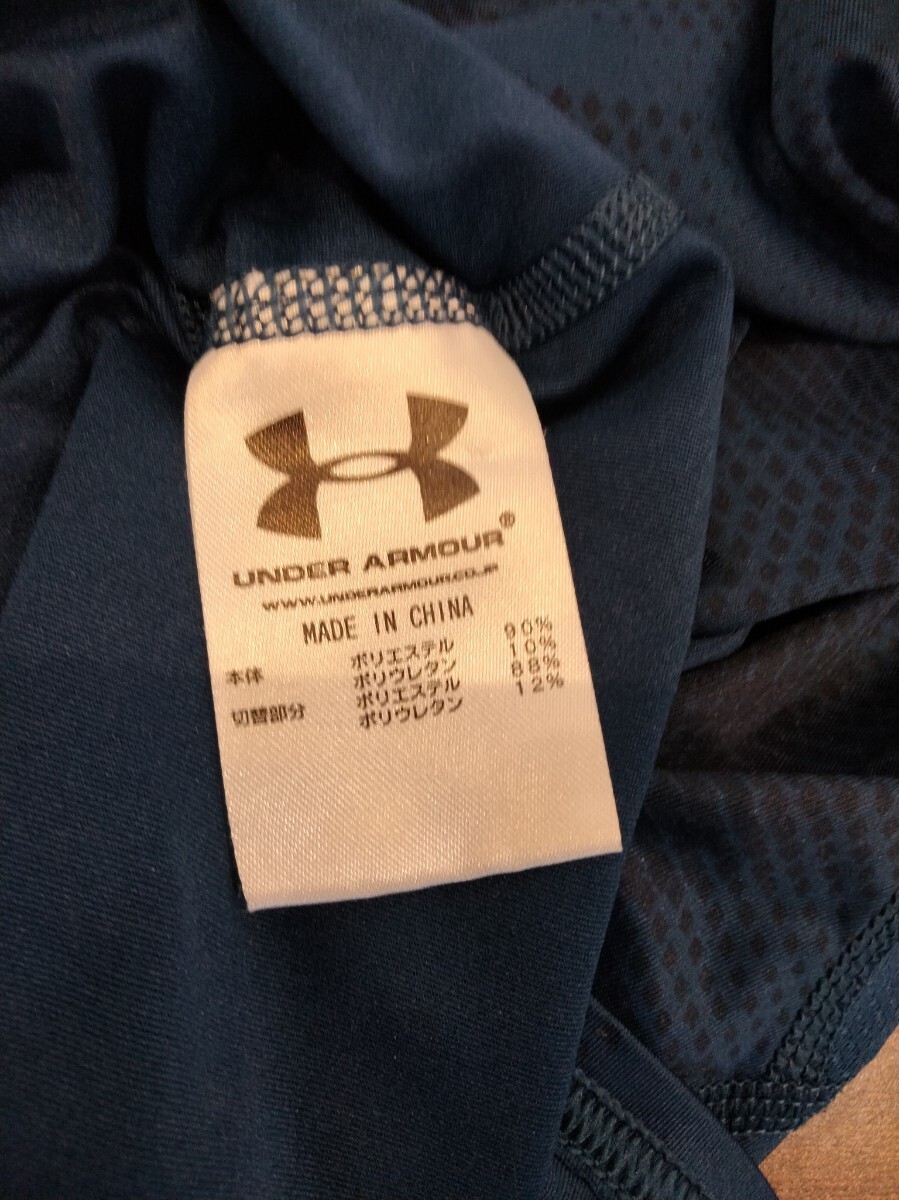 UNDER ARMOUR®
WWW.UNDERARMOUR.CO.JP
MADE IN CHINA
本体 ポリエステル 90%
ポリウレタン 10%
切替部分 ポリエステル 88%
ポリウレタン 12%